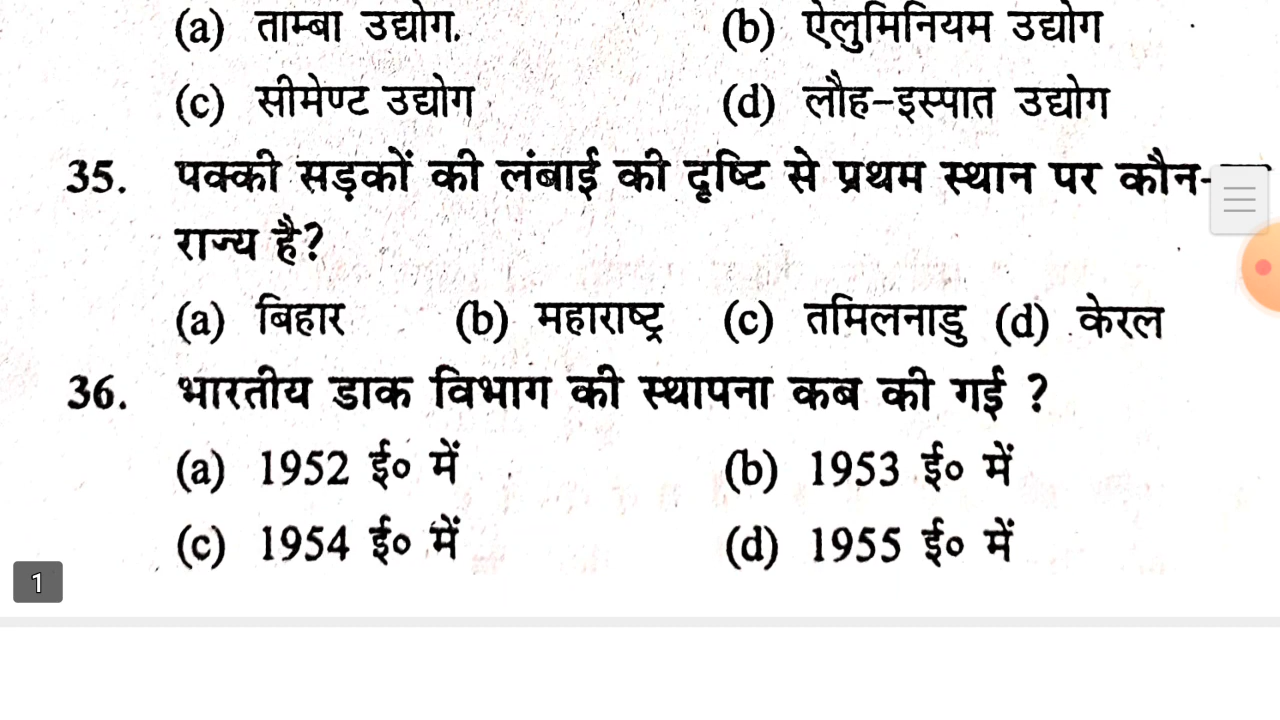 (a) ताम्बा उद्योग. (b) ऐलुमिनियम उद्योग
(c) सीमेण्ट उद्योग (d) लौह-इस्पात उद्योग
35. पक्की सड़कों की लंबाई की दृष्टि से प्रथम स्थान पर कौन-
राज्य है?
(a) बिहार (b) महाराष्ट्र (c) तमिलनाडु (d) केरल
36. भारतीय डाक विभाग की स्थापना कब की गई ?
(a) 1952 ई० में (b) 1953 ई० में
(c) 1954 ई० में (d) 1955 ई० में
1